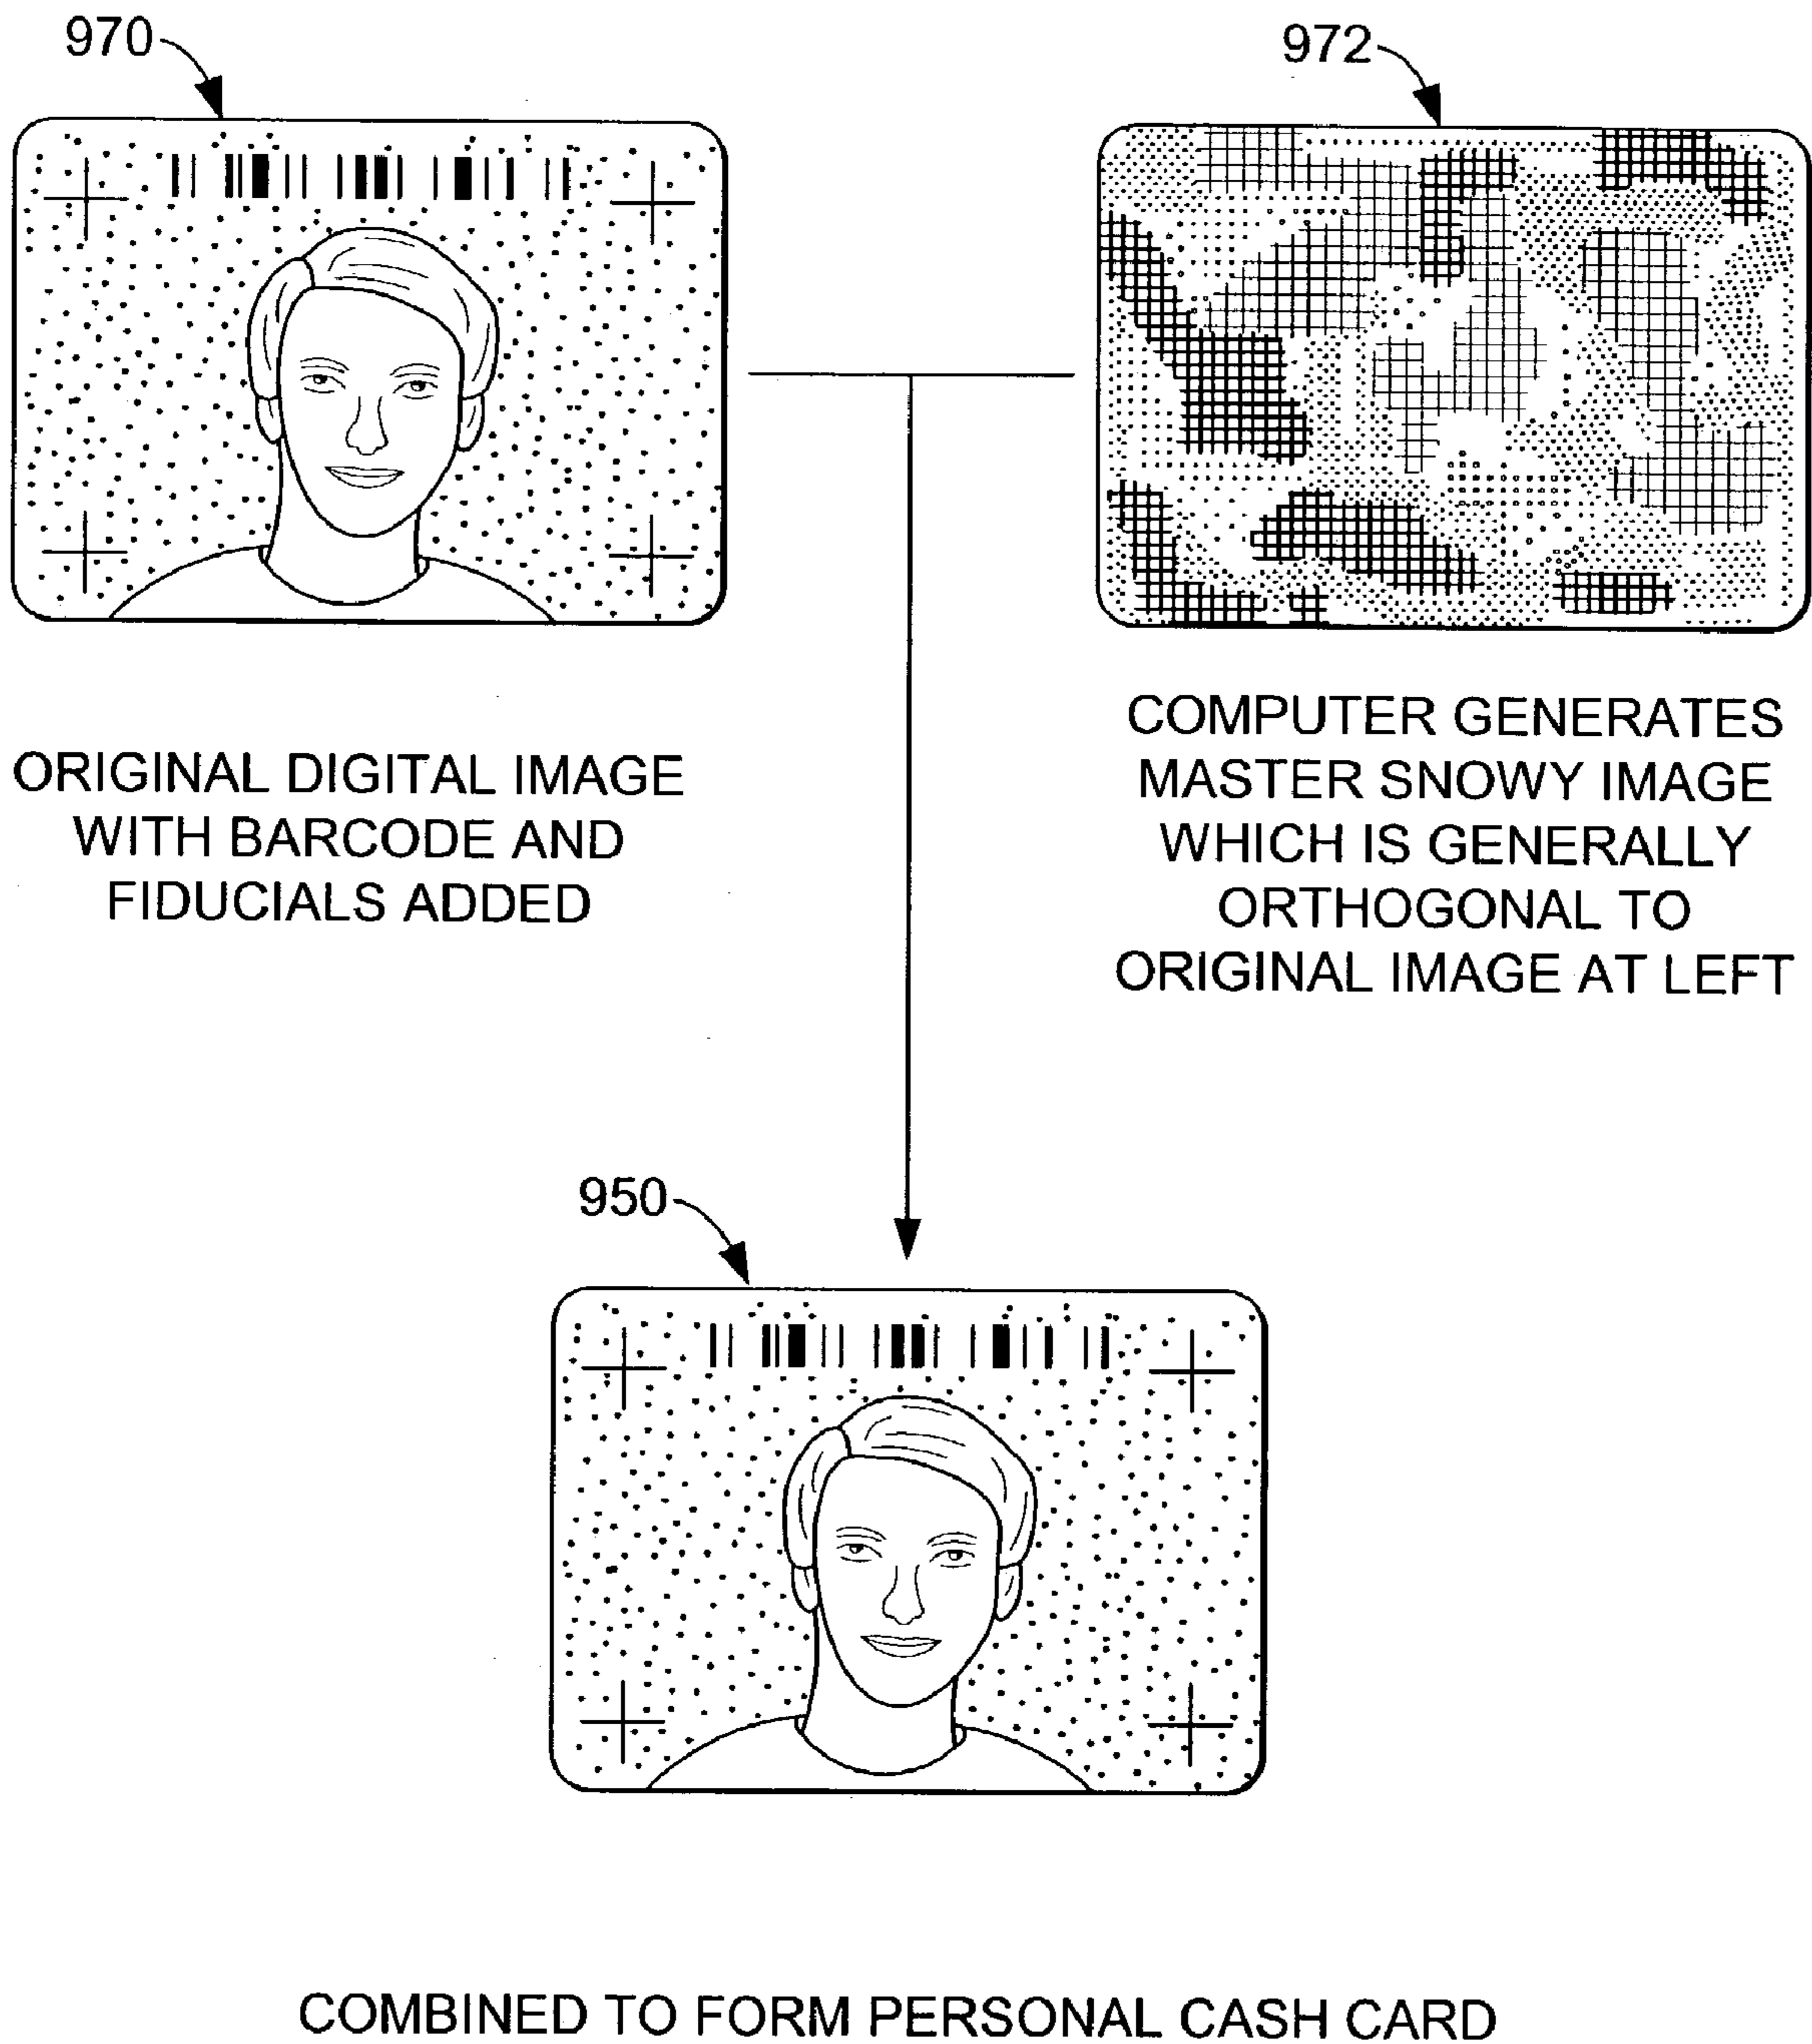 970
972
ORIGINAL DIGITAL IMAGE
WITH BARCODE AND
FIDUCIALS ADDED
COMPUTER GENERATES
MASTER SNOWY IMAGE
WHICH IS GENERALLY
ORTHOGONAL TO
ORIGINAL IMAGE AT LEFT
950
COMBINED TO FORM PERSONAL CASH CARD